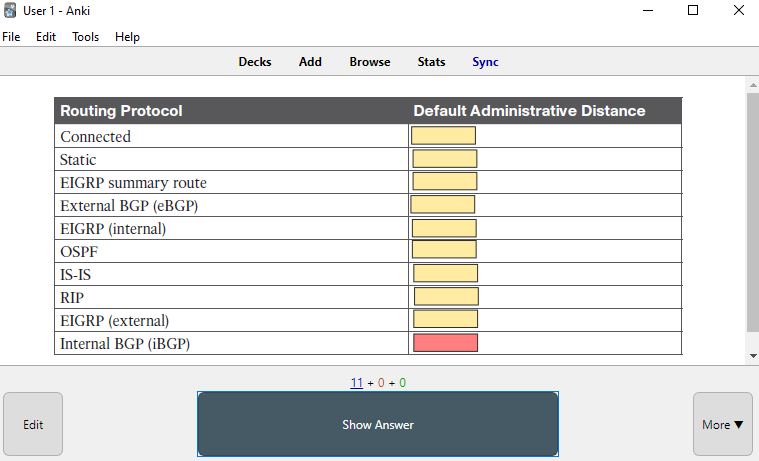 User 1 - Anki
File Edit Tools Help
Decks Add Browse Stats Sync
Routing Protocol Default Administrative Distance
Connected
Static
EIGRP summary route
External BGP (eBGP)
EIGRP (internal)
OSPF
IS-IS
RIP
EIGRP (external)
Internal BGP (iBGP)
11 + 0 + 0
Edit Show Answer More ▼